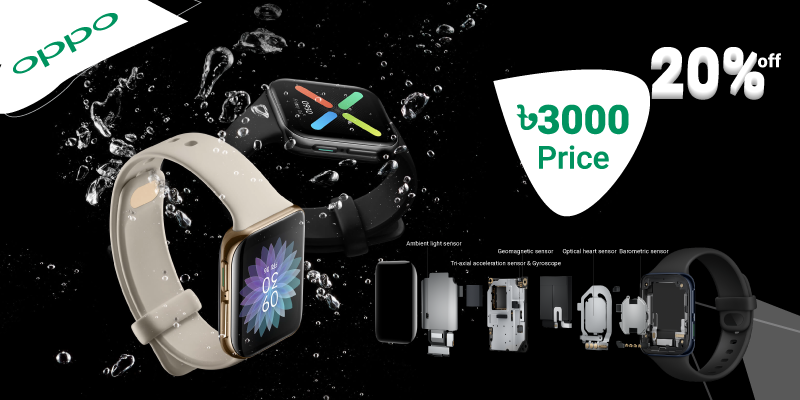 oppo
20%off
৳3000
Price
Ambient light sensor
Geomagnetic sensor
Optical heart sensor
Barometric sensor
Tri-axial acceleration sensor & Gyroscope